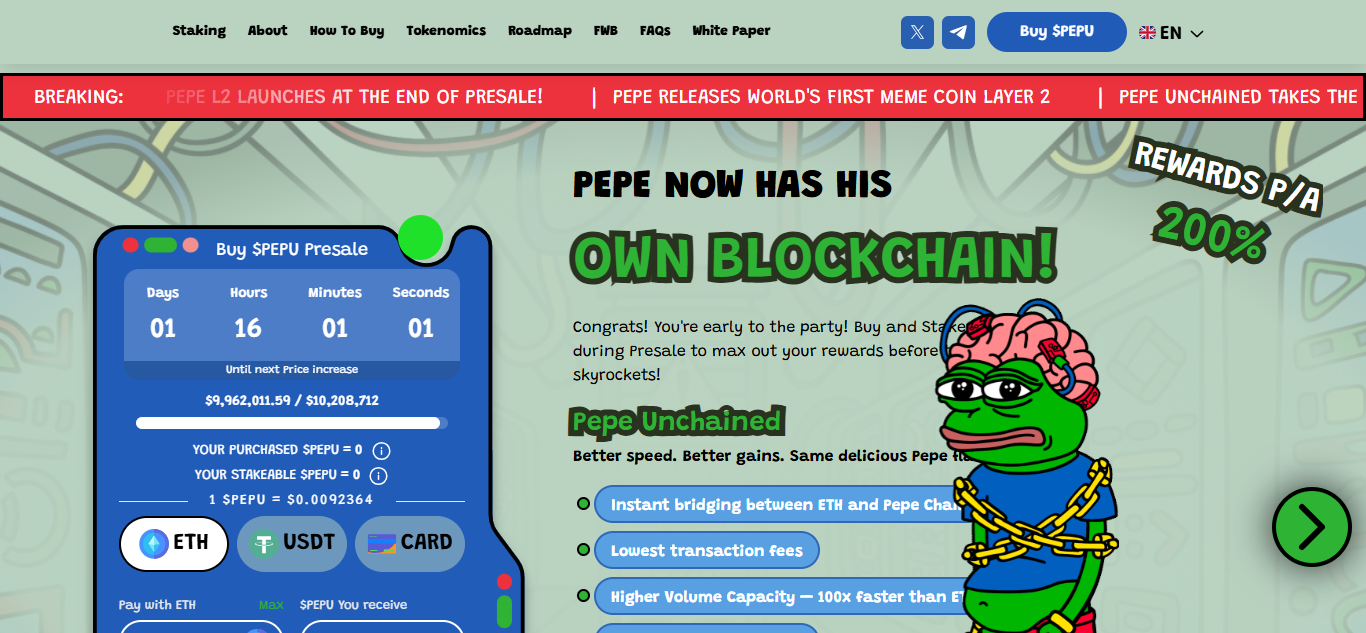 Staking About How To Buy Tokenomics Roadmap FWB FAQs White Paper Buy $PEPU EN
BREAKING: PEPE L2 LAUNCHES AT THE END OF PRESALE! | PEPE RELEASES WORLD'S FIRST MEME COIN LAYER 2 | PEPE UNCHAINED TAKES THE
REWARDS P/A
200%
PEPE NOW HAS HIS
OWN BLOCKCHAIN!
Congrats! You're early to the party! Buy and Stake
during Presale to max out your rewards before
skyrockets!
Pepe Unchained
Better speed. Better gains. Same delicious Pepe
Instant bridging between ETH and Pepe
Lowest transaction fees
Higher Volume Capacity — 100x faster than
Buy $PEPU Presale
Days Hours Minutes Seconds
01 16 01 01
Until next Price increase
$9,962,011.59 / $10,208,712
YOUR PURCHASED $PEPU = 0
YOUR STAKEABLE $PEPU = 0
1 $PEPU = $0.0092364
ETH USDT CARD
Pay with ETH Max $PEPU You receive